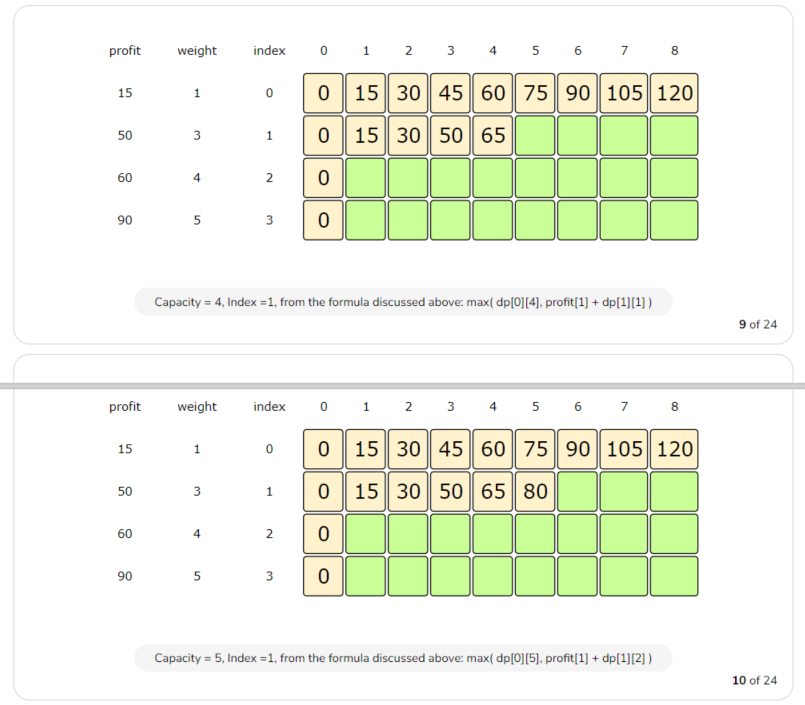 profit weight index 0 1 2 3 4 5 6 7 8
15 1 0 0 15 30 45 60 75 90 105 120
50 3 1 0 15 30 50 65
60 4 2 0
90 5 3 0
Capacity = 4, Index =1, from the formula discussed above: max( dp[0][4], profit[1] + dp[1][1] )
9 of 24
profit weight index 0 1 2 3 4 5 6 7 8
15 1 0 0 15 30 45 60 75 90 105 120
50 3 1 0 15 30 50 65 80
60 4 2 0
90 5 3 0
Capacity = 5, Index =1, from the formula discussed above: max( dp[0][5], profit[1] + dp[1][2] )
10 of 24